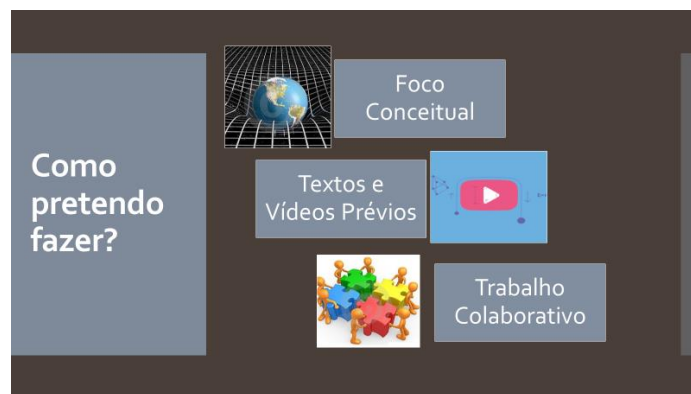 Como
pretendo
fazer?
Foco
Conceitual
Textos e
Vídeos Prévios
Trabalho
Colaborativo